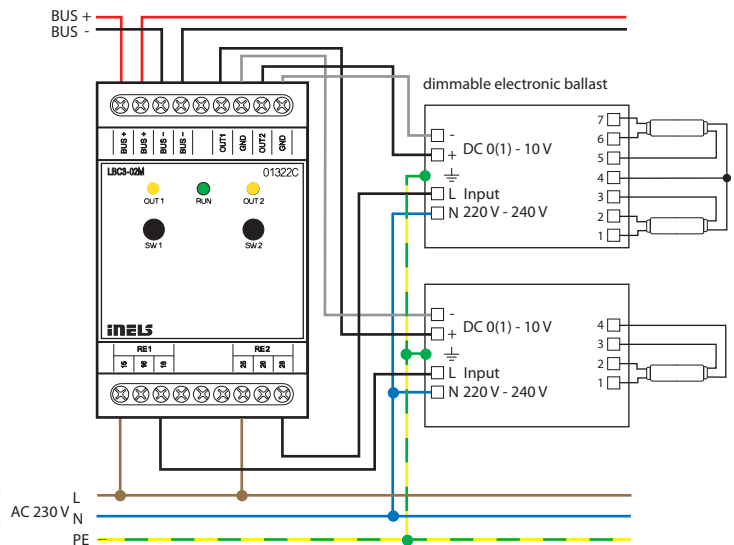 BUS +
BUS -
BUS +
BUS +
BUS -
BUS -
OUT1
GND
OUT2
GND
LBC3-02M
01322C
OUT 1
RUN
OUT 2
SW 1
SW 2
iNELS
RE1
RE2
15
16
18
25
26
28
dimmable electronic ballast
-
+ DC 0(1) - 10 V
L Input
N 220 V - 240 V
7
6
5
4
3
2
1
-
+ DC 0(1) - 10 V
L Input
N 220 V - 240 V
4
3
2
1
AC 230 V
L
N
PE